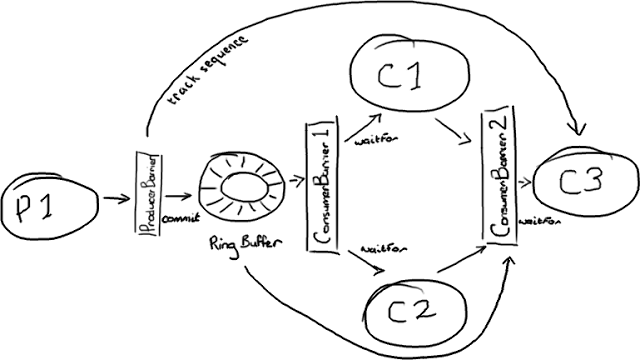 track sequence
C1
ConsumerBarrier 1
waitFor
ConsumerBarrier 2
P1
ProducerBarrier
commit
Ring Buffer
C3
waitFor
waitFor
C2